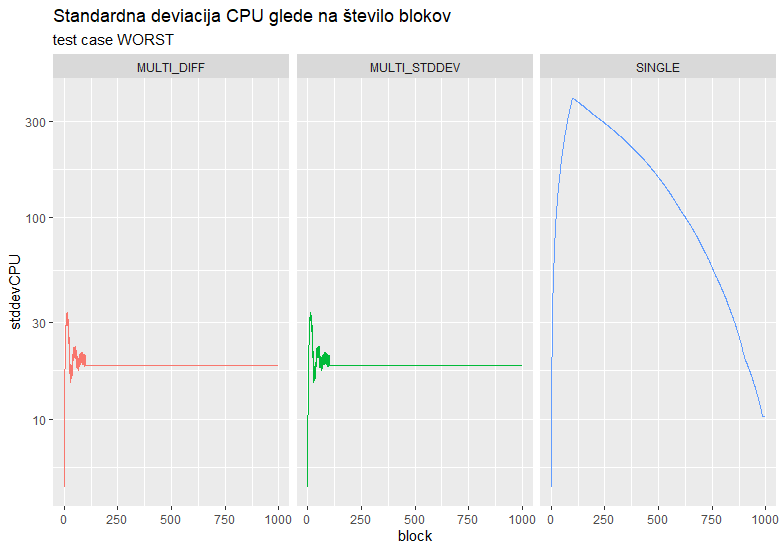 Standardna deviacija CPU glede na število blokov
test case WORST
MULTI_DIFF MULTI_STDDEV SINGLE
300
100
30
10
stddevCPU
0 250 500 750 1000 0 250 500 750 1000 0 250 500 750 1000
block